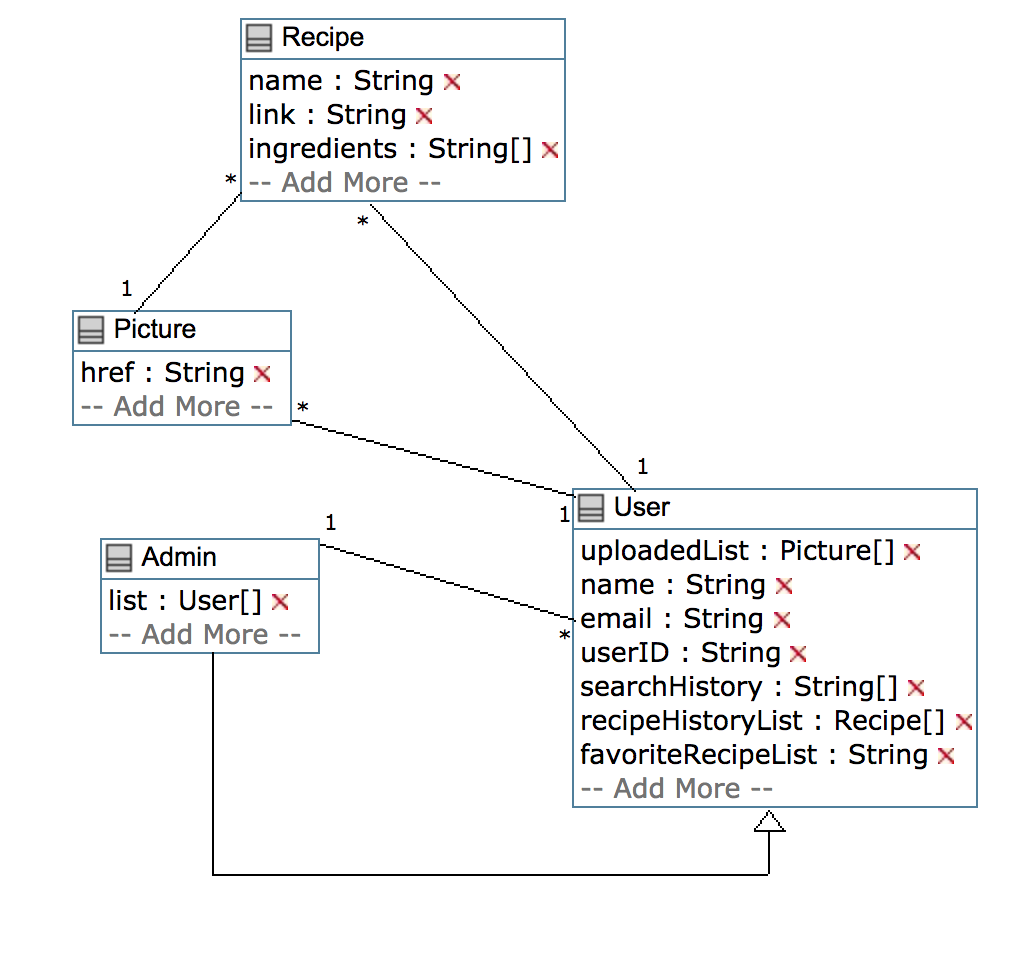 Recipe
name : String
link : String
ingredients : String[]
-- Add More --
*
*
1
Picture
href : String
-- Add More --
*
1
1
User
uploadedList : Picture[]
name : String
email : String
userID : String
searchHistory : String[]
recipeHistoryList : Recipe[]
favoriteRecipeList : String
-- Add More --
1
*
Admin
list : User[]
-- Add More --